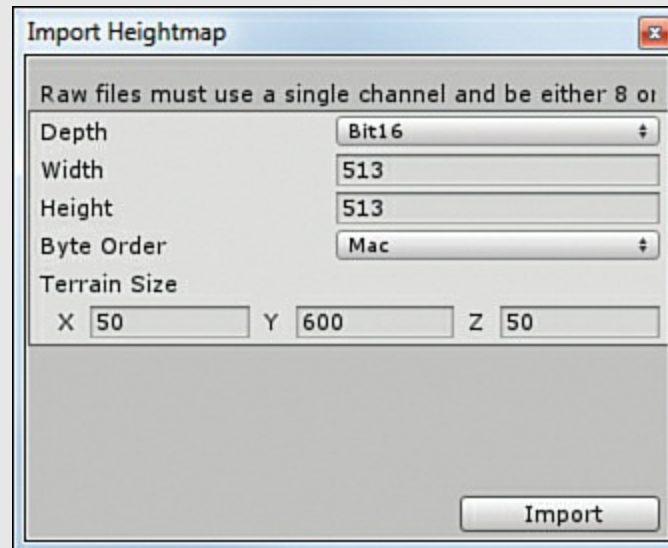 Import Heightmap
Raw files must use a single channel and be either 8 or
Depth Bit16
Width 513
Height 513
Byte Order Mac
Terrain Size
X 50 Y 600 Z 50
Import